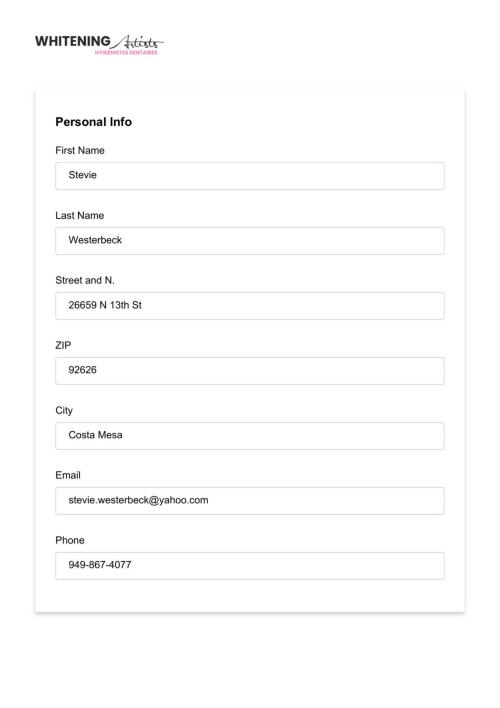 WHITENING Artists
HYGIÉNISTES DENTAIRES
Personal Info
First Name
Stevie
Last Name
Westerbeck
Street and N.
26659 N 13th St
ZIP
92626
City
Costa Mesa
Email
stevie.westerbeck@yahoo.com
Phone
949-867-4077